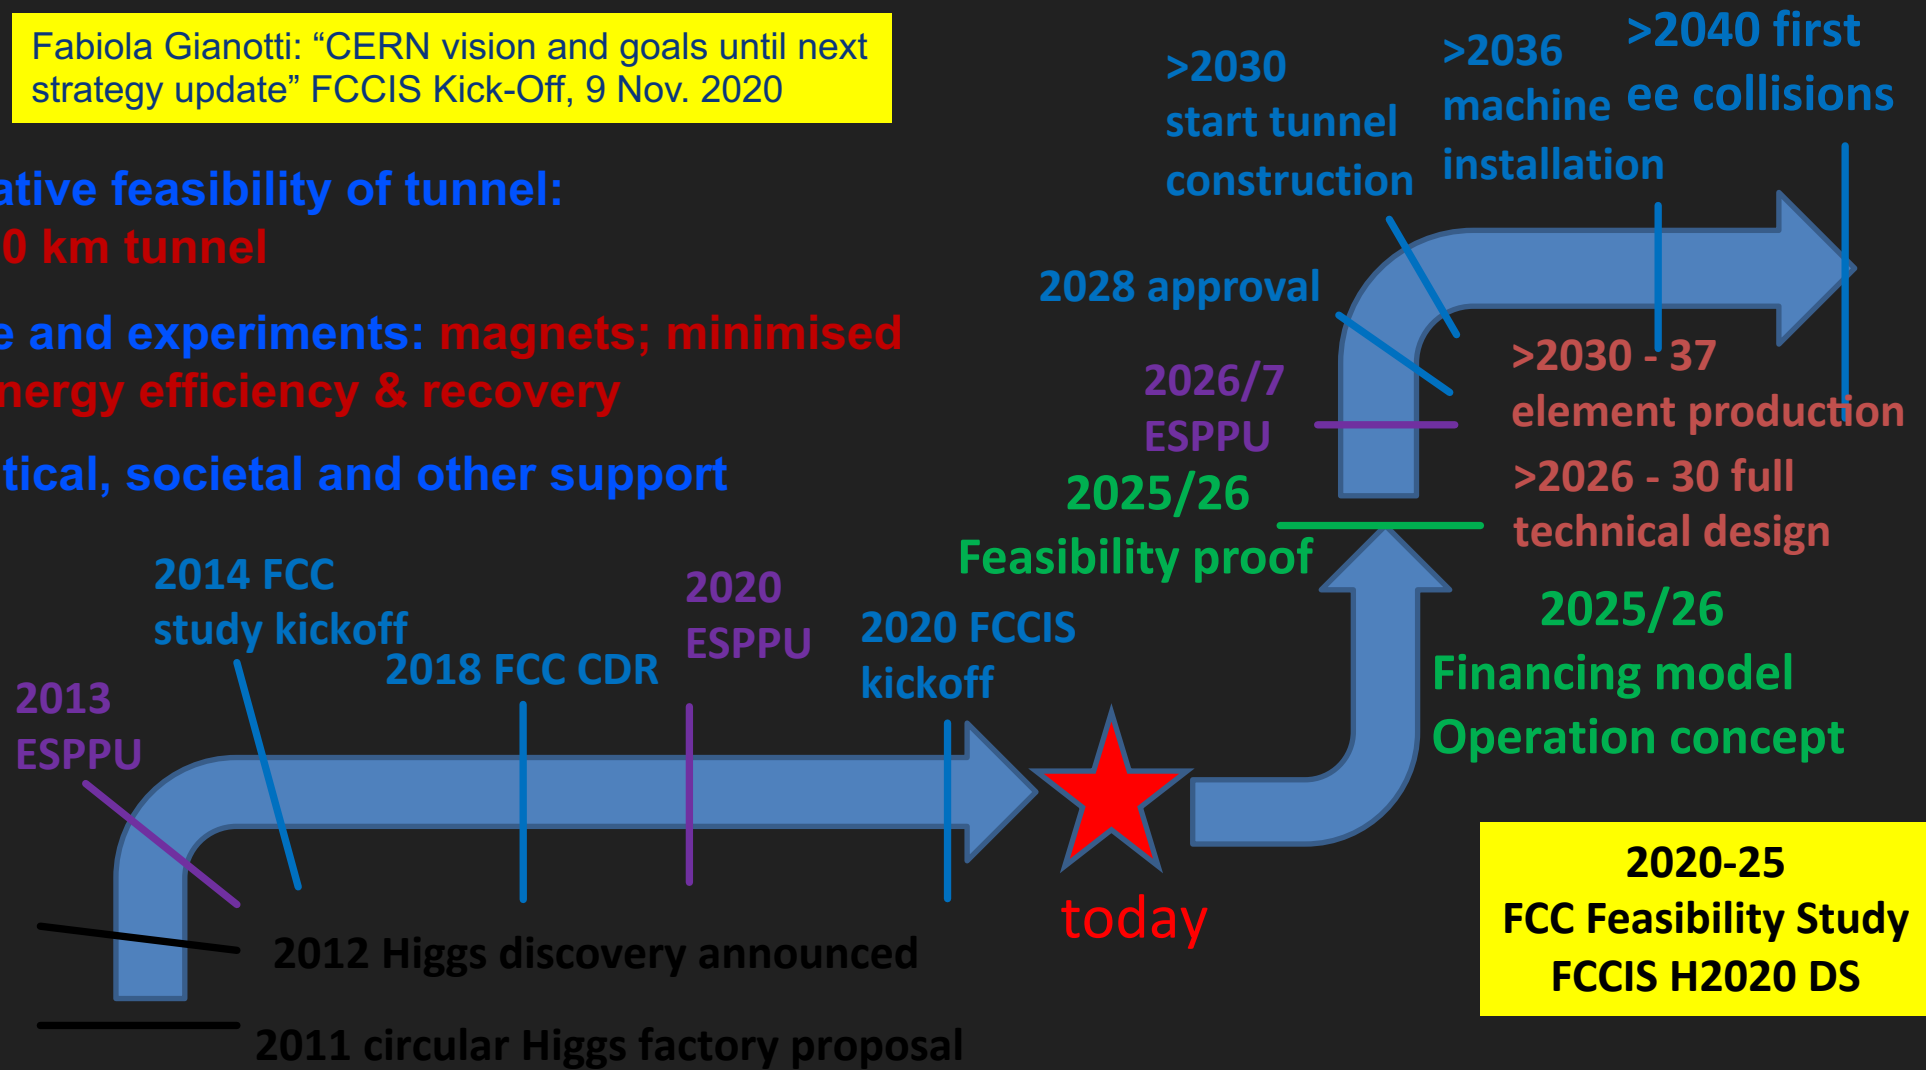 Fabiola Gianotti: “CERN vision and goals until next
strategy update” FCCIS Kick-Off, 9 Nov. 2020
ative feasibility of tunnel:
0 km tunnel
e and experiments: magnets; minimised
nergy efficiency & recovery
tical, societal and other support
>2030
start tunnel
construction
>2036
machine
installation
>2040 first
ee collisions
2028 approval
2026/7
ESPPU
>2030 - 37
element production
>2026 - 30 full
technical design
2025/26
Feasibility proof
2025/26
Financing model
Operation concept
2014 FCC
study kickoff
2018 FCC CDR
2020
ESPPU
2020 FCCIS
kickoff
2013
ESPPU
today
2012 Higgs discovery announced
2011 circular Higgs factory proposal
2020-25
FCC Feasibility Study
FCCIS H2020 DS